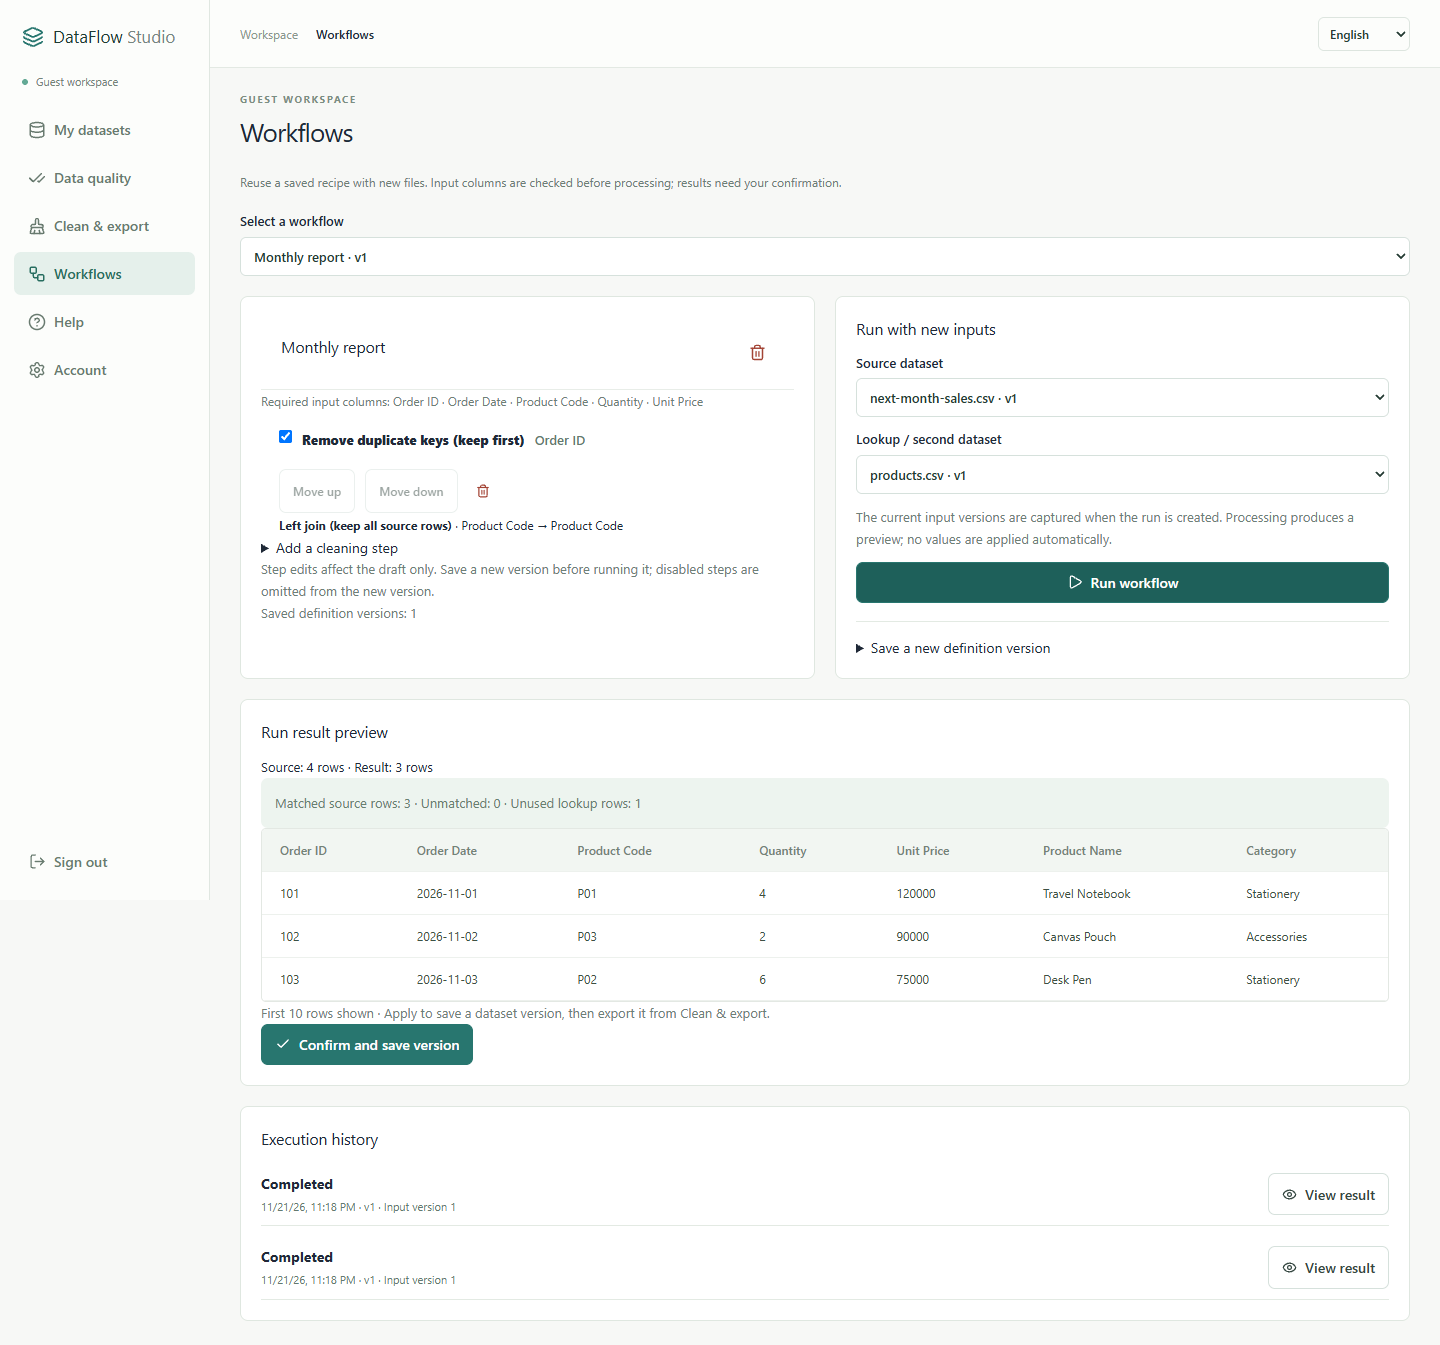 DataFlow Studio
Guest workspace
My datasets
Data quality
Clean & export
Workflows
Help
Account
Sign out
Workspace Workflows
English
GUEST WORKSPACE
Workflows
Reuse a saved recipe with new files. Input columns are checked before processing; results need your confirmation.
Select a workflow
Monthly report · v1
Monthly report
Required input columns: Order ID · Order Date · Product Code · Quantity · Unit Price
Remove duplicate keys (keep first) Order ID
Move up Move down
Left join (keep all source rows) · Product Code → Product Code
Add a cleaning step
Step edits affect the draft only. Save a new version before running it; disabled steps are
omitted from the new version.
Saved definition versions: 1
Run with new inputs
Source dataset
next-month-sales.csv · v1
Lookup / second dataset
products.csv · v1
The current input versions are captured when the run is created. Processing produces a
preview; no values are applied automatically.
Run workflow
Save a new definition version
Run result preview
Source: 4 rows · Result: 3 rows
Matched source rows: 3 · Unmatched: 0 · Unused lookup rows: 1
Order ID Order Date Product Code Quantity Unit Price Product Name Category
101 2026-11-01 P01 4 120000 Travel Notebook Stationery
102 2026-11-02 P03 2 90000 Canvas Pouch Accessories
103 2026-11-03 P02 6 75000 Desk Pen Stationery
First 10 rows shown · Apply to save a dataset version, then export it from Clean & export.
Confirm and save version
Execution history
Completed
11/21/26, 11:18 PM · v1 · Input version 1
View result
Completed
11/21/26, 11:18 PM · v1 · Input version 1
View result